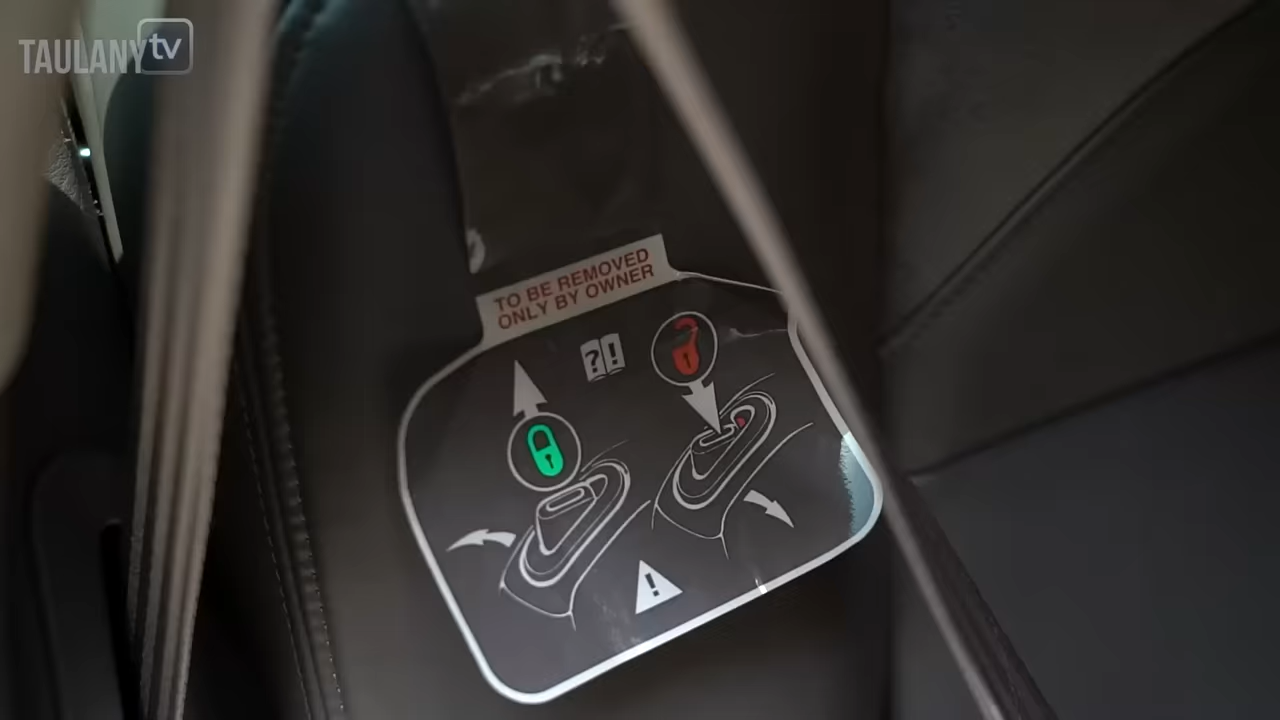 TAULANY tv
TO BE REMOVED
ONLY BY OWNER
?!
!